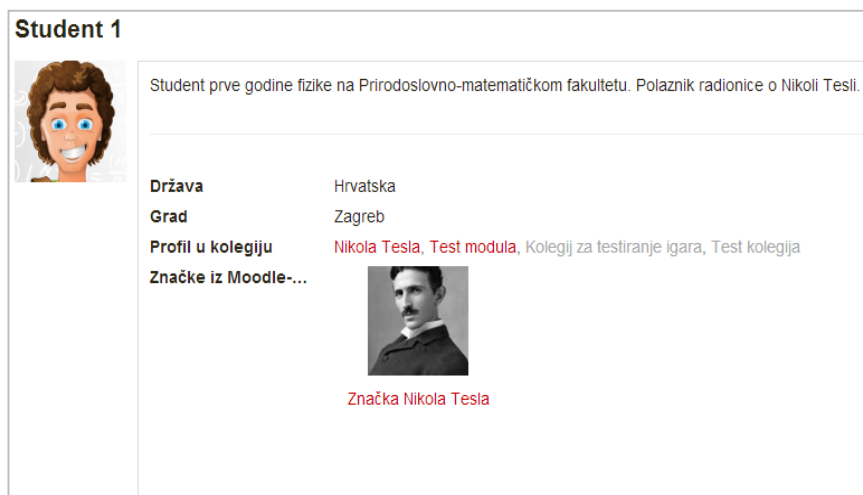 Student 1
Student prve godine fizike na Prirodoslovno-matematičkom fakultetu. Polaznik radionice o Nikoli Tesli.
Država Hrvatska
Grad Zagreb
Profil u kolegiju Nikola Tesla, Test modula, Kolegij za testiranje igara, Test kolegija
Značke iz Moodle-...
Značka Nikola Tesla